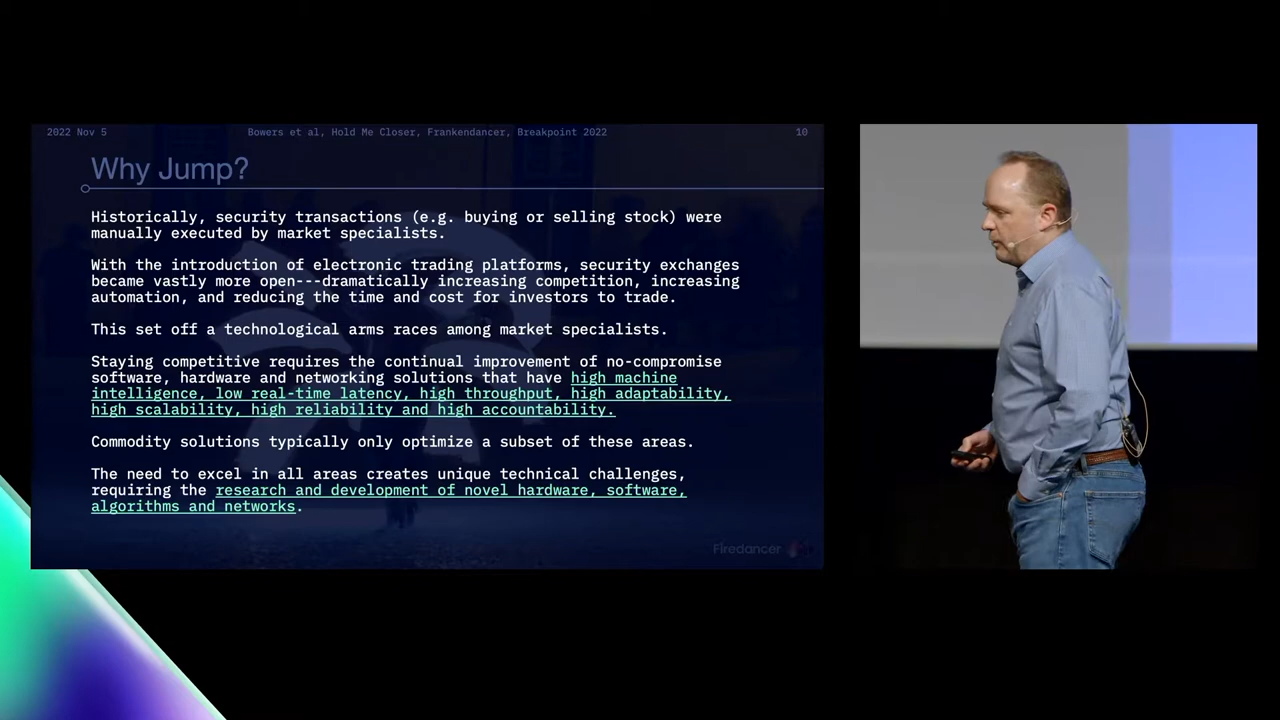 2022 Nov 5
Bowers et al, Hold Me Closer, Frankendancer, Breakpoint 2022
10
Why Jump?
Historically, security transactions (e.g. buying or selling stock) were
manually executed by market specialists.
With the introduction of electronic trading platforms, security exchanges
became vastly more open---dramatically increasing competition, increasing
automation, and reducing the time and cost for investors to trade.
This set off a technological arms races among market specialists.
Staying competitive requires the continual improvement of no-compromise
software, hardware and networking solutions that have high machine
intelligence, low real-time latency, high throughput, high adaptability,
high scalability, high reliability and high accountability.
Commodity solutions typically only optimize a subset of these areas.
The need to excel in all areas creates unique technical challenges,
requiring the research and development of novel hardware, software,
algorithms and networks.
Firedancer